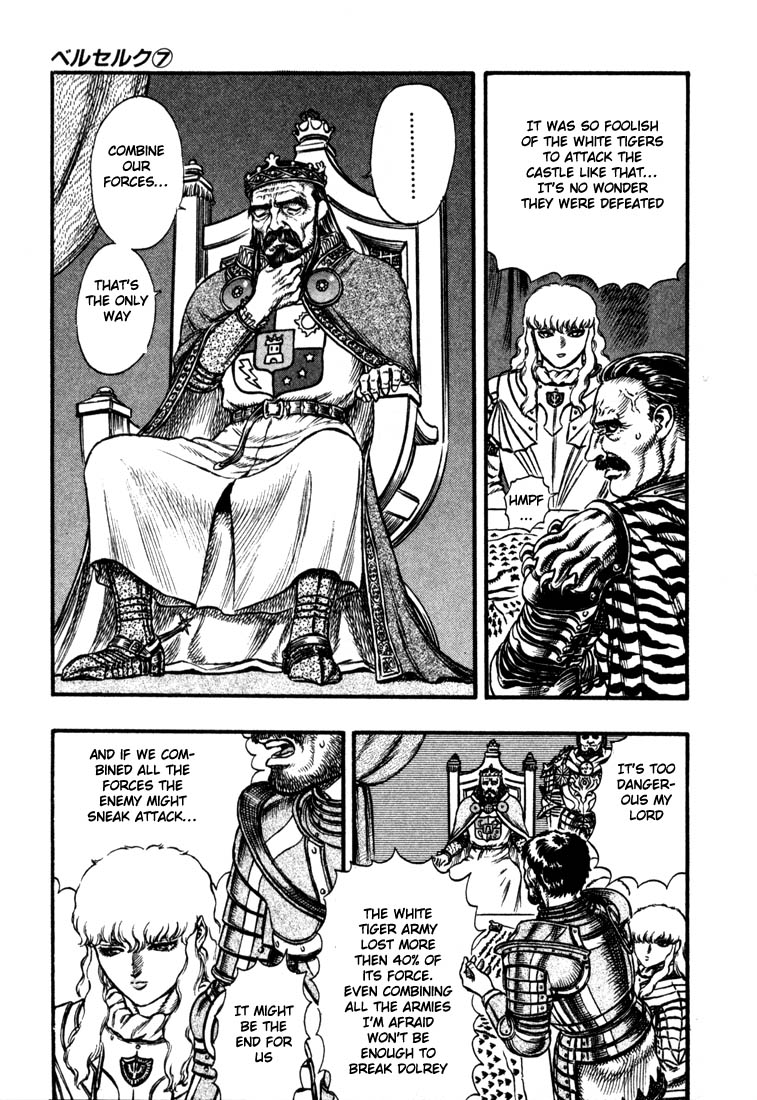 ベルセルク⑦
IT WAS SO FOOLISH
OF THE WHITE TIGERS
TO ATTACK THE
CASTLE LIKE THAT...
IT'S NO WONDER
THEY WERE DEFEATED
HMPF
...
..........
COMBINE
OUR
FORCES...
THAT'S
THE ONLY
WAY
IT'S TOO
DANGER-
OUS MY
LORD
THE WHITE
TIGER ARMY
LOST MORE
THEN 40% OF
ITS FORCE.
EVEN COMBINING
ALL THE ARMIES
I'M AFRAID
WON'T BE
ENOUGH TO
BREAK DOLREY
AND IF WE COM-
BINED ALL THE
FORCES THE
ENEMY MIGHT
SNEAK ATTACK...
IT MIGHT
BE THE
END FOR
US